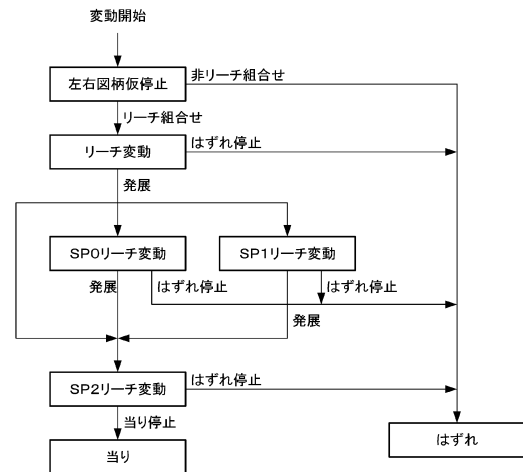 変動開始
左右図柄仮停止
非リーチ組合せ
リーチ組合せ
リーチ変動
はずれ停止
発展
SP0リーチ変動
SP1リーチ変動
発展
はずれ停止
はずれ停止
発展
SP2リーチ変動
はずれ停止
当り停止
当り
はずれ